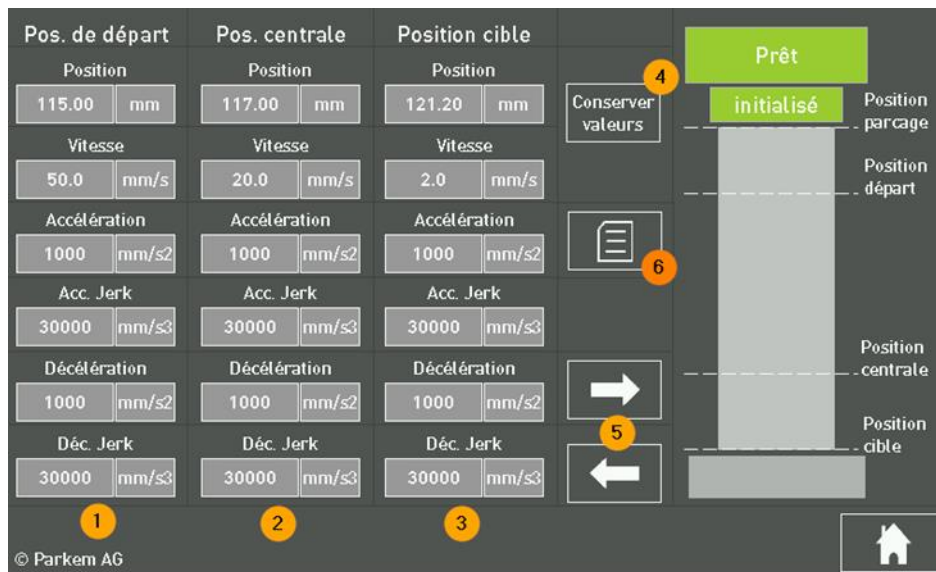 Pos. de départ
Position
115.00 mm
Vitesse
50.0 mm/s
Accélération
1000 mm/s2
Acc. Jerk
30000 mm/s3
Décélération
1000 mm/s2
Déc. Jerk
30000 mm/s3
1
Pos. centrale
Position
117.00 mm
Vitesse
20.0 mm/s
Accélération
1000 mm/s2
Acc. Jerk
30000 mm/s3
Décélération
1000 mm/s2
Déc. Jerk
30000 mm/s3
2
Position cible
Position
121.20 mm
Vitesse
2.0 mm/s
Accélération
1000 mm/s2
Acc. Jerk
30000 mm/s3
Décélération
1000 mm/s2
Déc. Jerk
30000 mm/s3
3
4
Conserver
valeurs
6
5
Prêt
initialisé
Position
parcage
Position
départ
Position
centrale
Position
cible
© Parkem AG